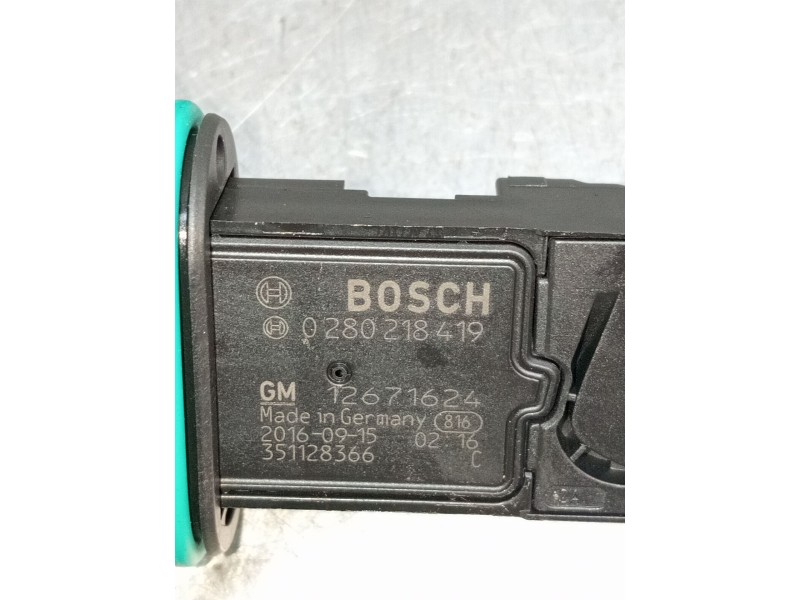 BOSCH
0 280 218 419
GM 12671624
Made in Germany 816
2016-09-15 02 16
351128366 C